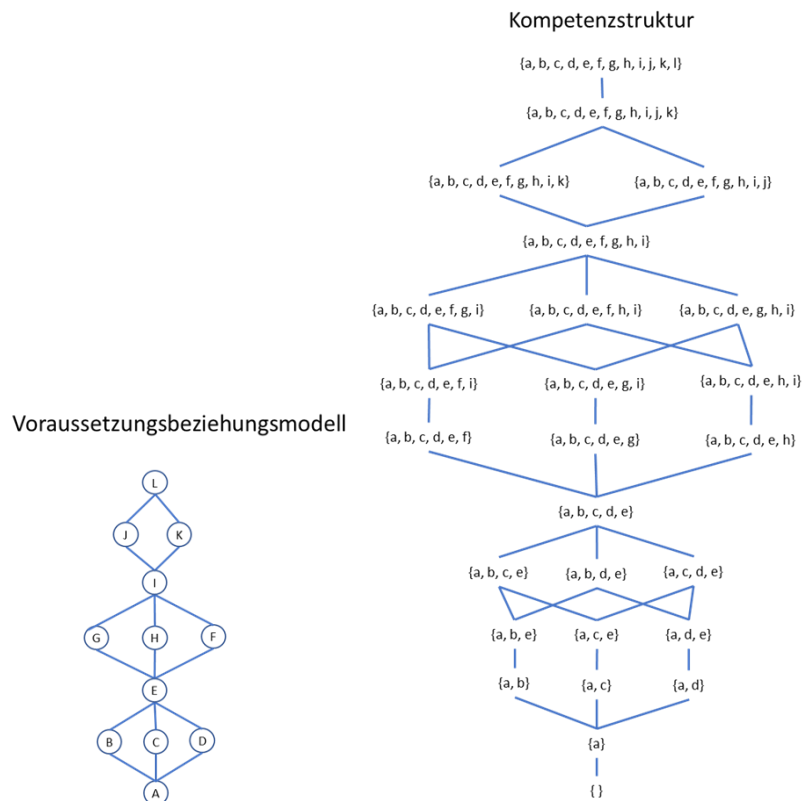 Kompetenzstruktur
{a, b, c, d, e, f, g, h, i, j, k, l}
{a, b, c, d, e, f, g, h, i, j, k}
{a, b, c, d, e, f, g, h, i, k}
{a, b, c, d, e, f, g, h, i, j}
{a, b, c, d, e, f, g, h, i}
{a, b, c, d, e, f, g, i}
{a, b, c, d, e, f, h, i}
{a, b, c, d, e, g, h, i}
{a, b, c, d, e, f, i}
{a, b, c, d, e, g, i}
{a, b, c, d, e, h, i}
{a, b, c, d, e, f}
{a, b, c, d, e, g}
{a, b, c, d, e, h}
{a, b, c, d, e}
{a, b, c, e}
{a, b, d, e}
{a, c, d, e}
{a, b, e}
{a, c, e}
{a, d, e}
{a, b}
{a, c}
{a, d}
{a}
{ }
Voraussetzungsbeziehungsmodell
L
J
K
I
G
H
F
E
B
C
D
A